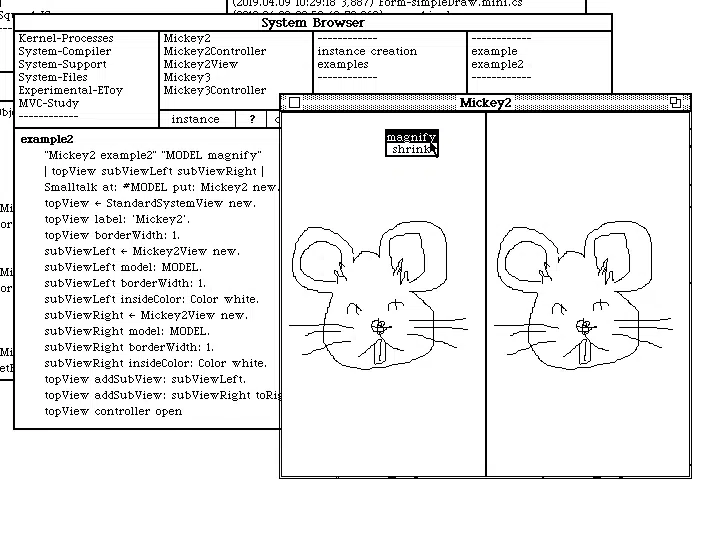 (2019.04.09 10:29:18 3,887) Form-simpleDraw.mini.cs
System Browser
Kernel-Processes
System-Compiler
System-Support
System-Files
Experimental-EToy
MVC-Study
------------
Mickey2
Mickey2Controller
Mickey2View
Mickey3
Mickey3Controller
------------
instance creation
examples
------------
------------
example
example2
------------
instance
?
example2
"Mickey2 example2" "MODEL magnify"
| topView subViewLeft subViewRight |
Smalltalk at: #MODEL put: Mickey2 new.
topView ← StandardSystemView new.
topView label: 'Mickey2'.
topView borderWidth: 1.
subViewLeft ← Mickey2View new.
subViewLeft model: MODEL.
subViewLeft borderWidth: 1.
subViewLeft insideColor: Color white.
subViewRight ← Mickey2View new.
subViewRight model: MODEL.
subViewRight borderWidth: 1.
subViewRight insideColor: Color white.
topView addSubView: subViewLeft.
topView addSubView: subViewRight toRig
topView controller open
Mickey2
magnify
shrink